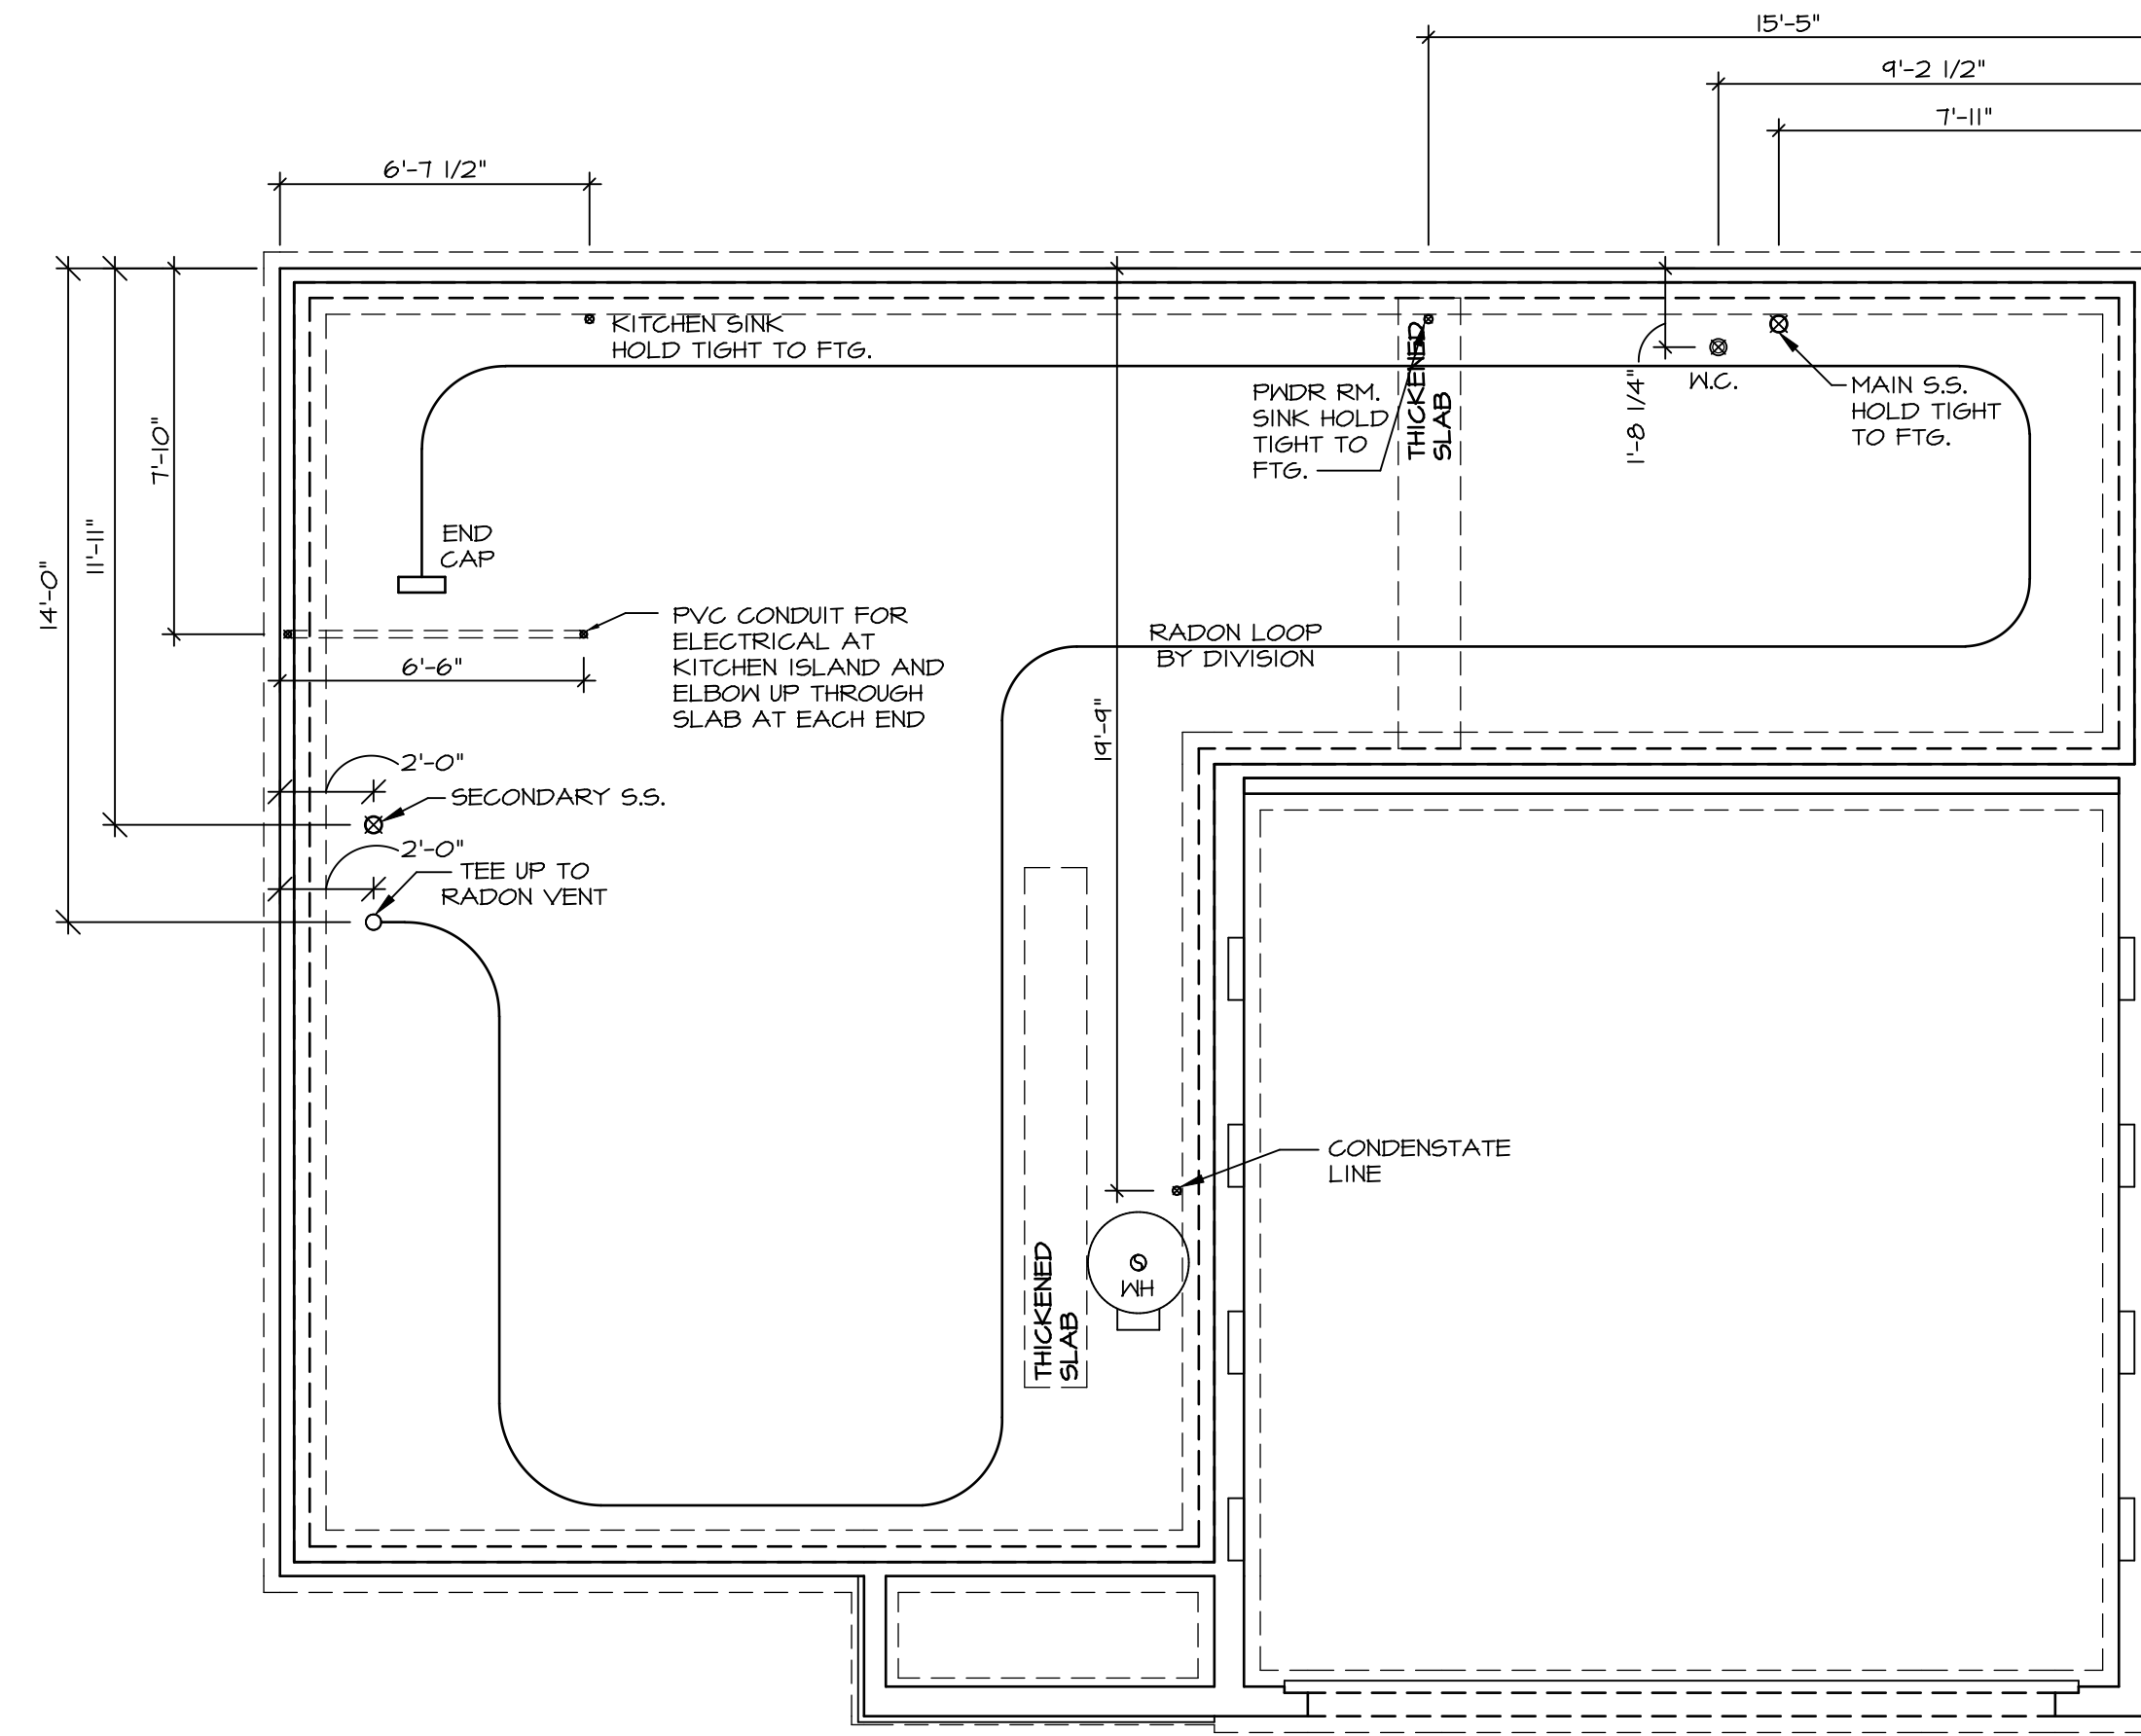 15'-5"
9'-2 1/2"
7'-11"
6'-7 1/2"
KITCHEN SINK
HOLD TIGHT TO FTG.
PWDR RM.
SINK HOLD
TIGHT TO
FTG.
THICKENED
SLAB
1'-8 1/4"
W.C.
MAIN S.S.
HOLD TIGHT
TO FTG.
7'-10"
11'-11"
14'-0"
END
CAP
PVC CONDUIT FOR
ELECTRICAL AT
KITCHEN ISLAND AND
ELBOW UP THROUGH
SLAB AT EACH END
6'-6"
RADON LOOP
BY DIVISION
19'-9"
2'-0"
SECONDARY S.S.
2'-0"
TEE UP TO
RADON VENT
CONDENSTATE
LINE
THICKENED
SLAB
WH